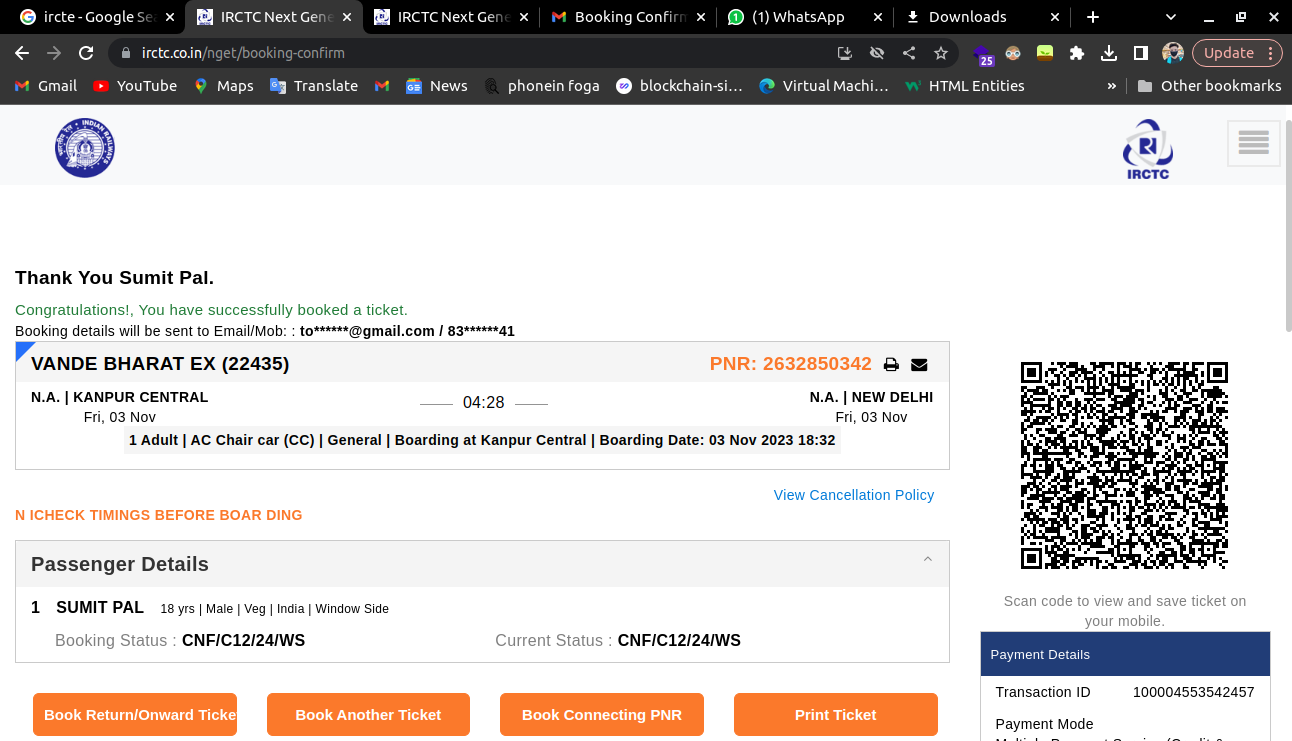 ircte - Google Se
IRCTC Next Gene
IRCTC Next Gene
Booking Confirm
(1) WhatsApp
Downloads
irctc.co.in/nget/booking-confirm
25
Update
Gmail
YouTube
Maps
Translate
News
phonein foga
blockchain-si...
Virtual Machi...
HTML Entities
»
Other bookmarks
IRCTC
Thank You Sumit Pal.
Congratulations!, You have successfully booked a ticket.
Booking details will be sent to Email/Mob: : to******@gmail.com / 83******41
VANDE BHARAT EX (22435)
PNR: 2632850342
N.A. | KANPUR CENTRAL
Fri, 03 Nov
04:28
N.A. | NEW DELHI
Fri, 03 Nov
1 Adult | AC Chair car (CC) | General | Boarding at Kanpur Central | Boarding Date: 03 Nov 2023 18:32
View Cancellation Policy
N ICHECK TIMINGS BEFORE BOAR DING
Passenger Details
1 SUMIT PAL 18 yrs | Male | Veg | India | Window Side
Booking Status : CNF/C12/24/WS
Current Status : CNF/C12/24/WS
Book Return/Onward Ticke
Book Another Ticket
Book Connecting PNR
Print Ticket
Scan code to view and save ticket on
your mobile.
Payment Details
Transaction ID 100004553542457
Payment Mode